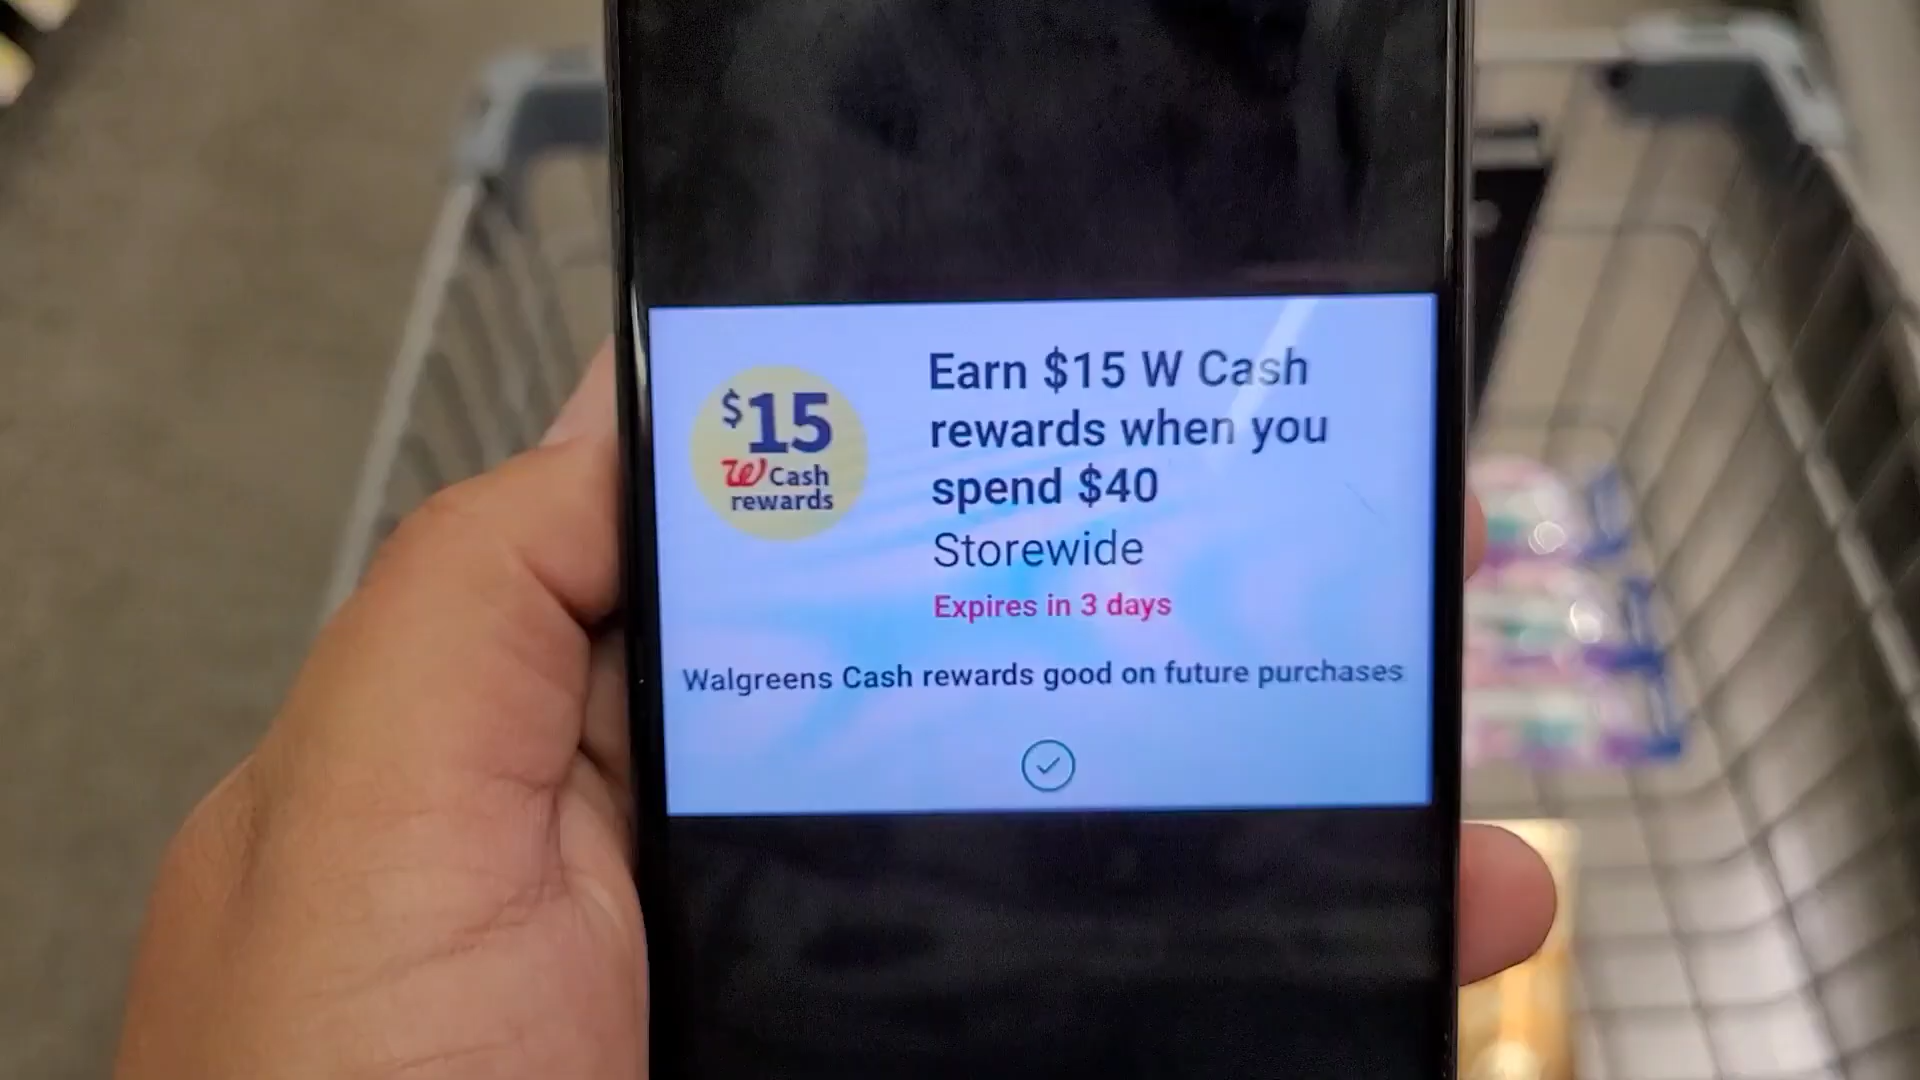 $15
W Cash
rewards
Earn $15 W Cash
rewards when you
spend $40
Storewide
Expires in 3 days
Walgreens Cash rewards good on future purchases